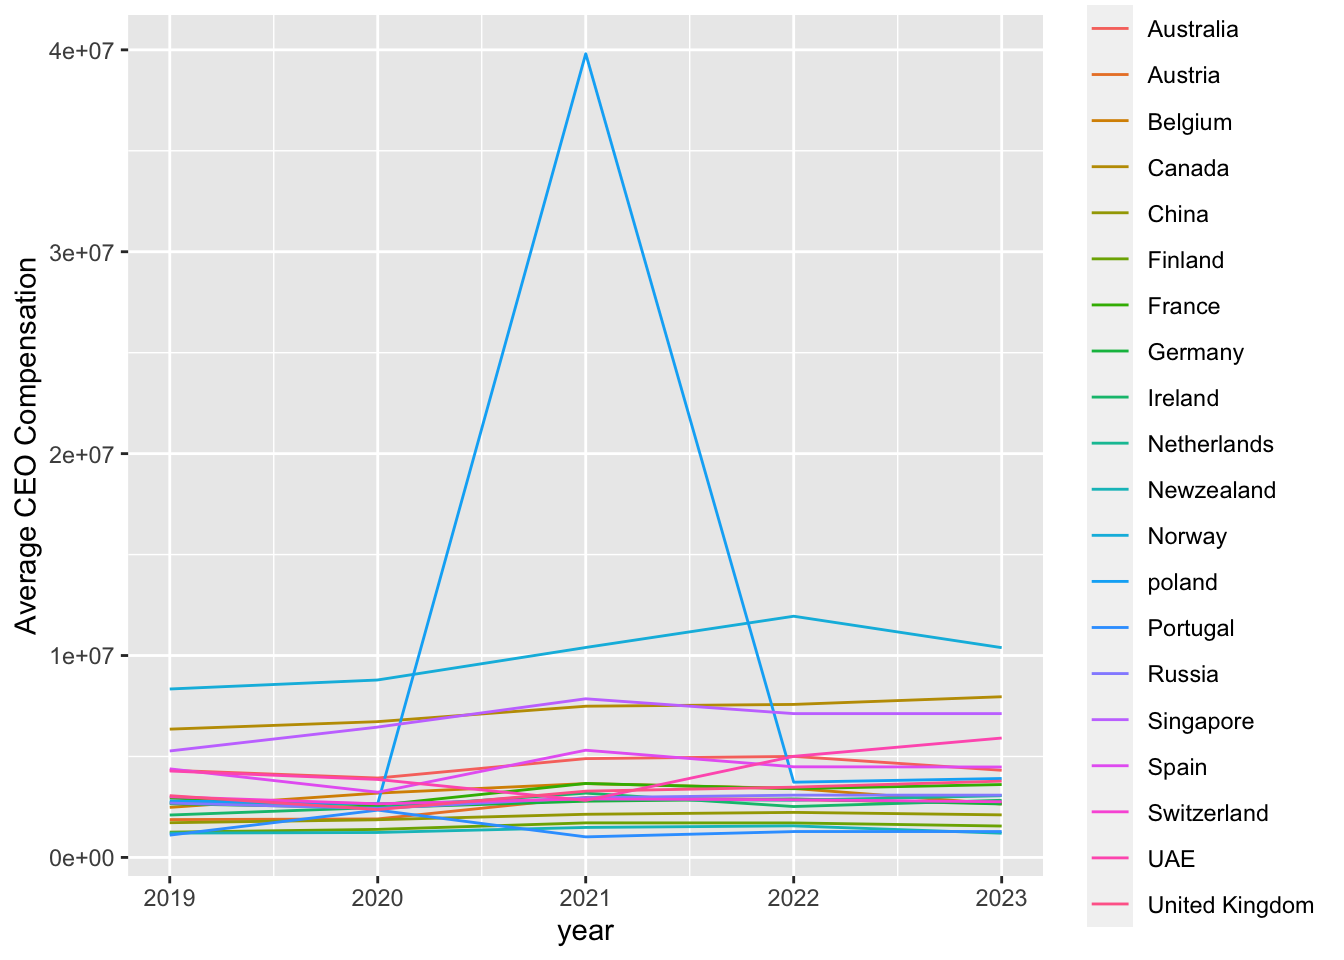 4e+07
3e+07
2e+07
1e+07
0e+00
Average CEO Compensation
2019 2020 2021 2022 2023
year
Australia
Austria
Belgium
Canada
China
Finland
France
Germany
Ireland
Netherlands
Newzealand
Norway
poland
Portugal
Russia
Singapore
Spain
Switzerland
UAE
United Kingdom